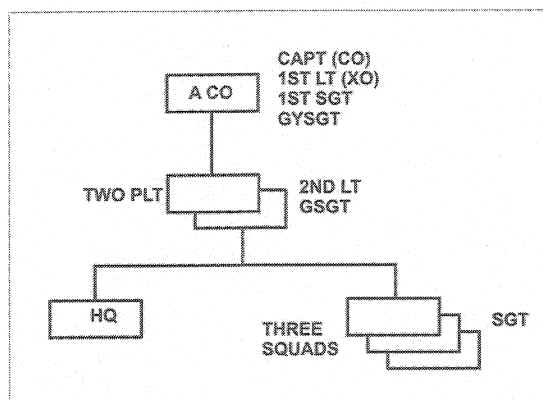 CAPT (CO)
1ST LT (XO)
1ST SGT
GYSGT
A CO
TWO PLT
2ND LT
GSGT
HQ
THREE
SQUADS
SGT